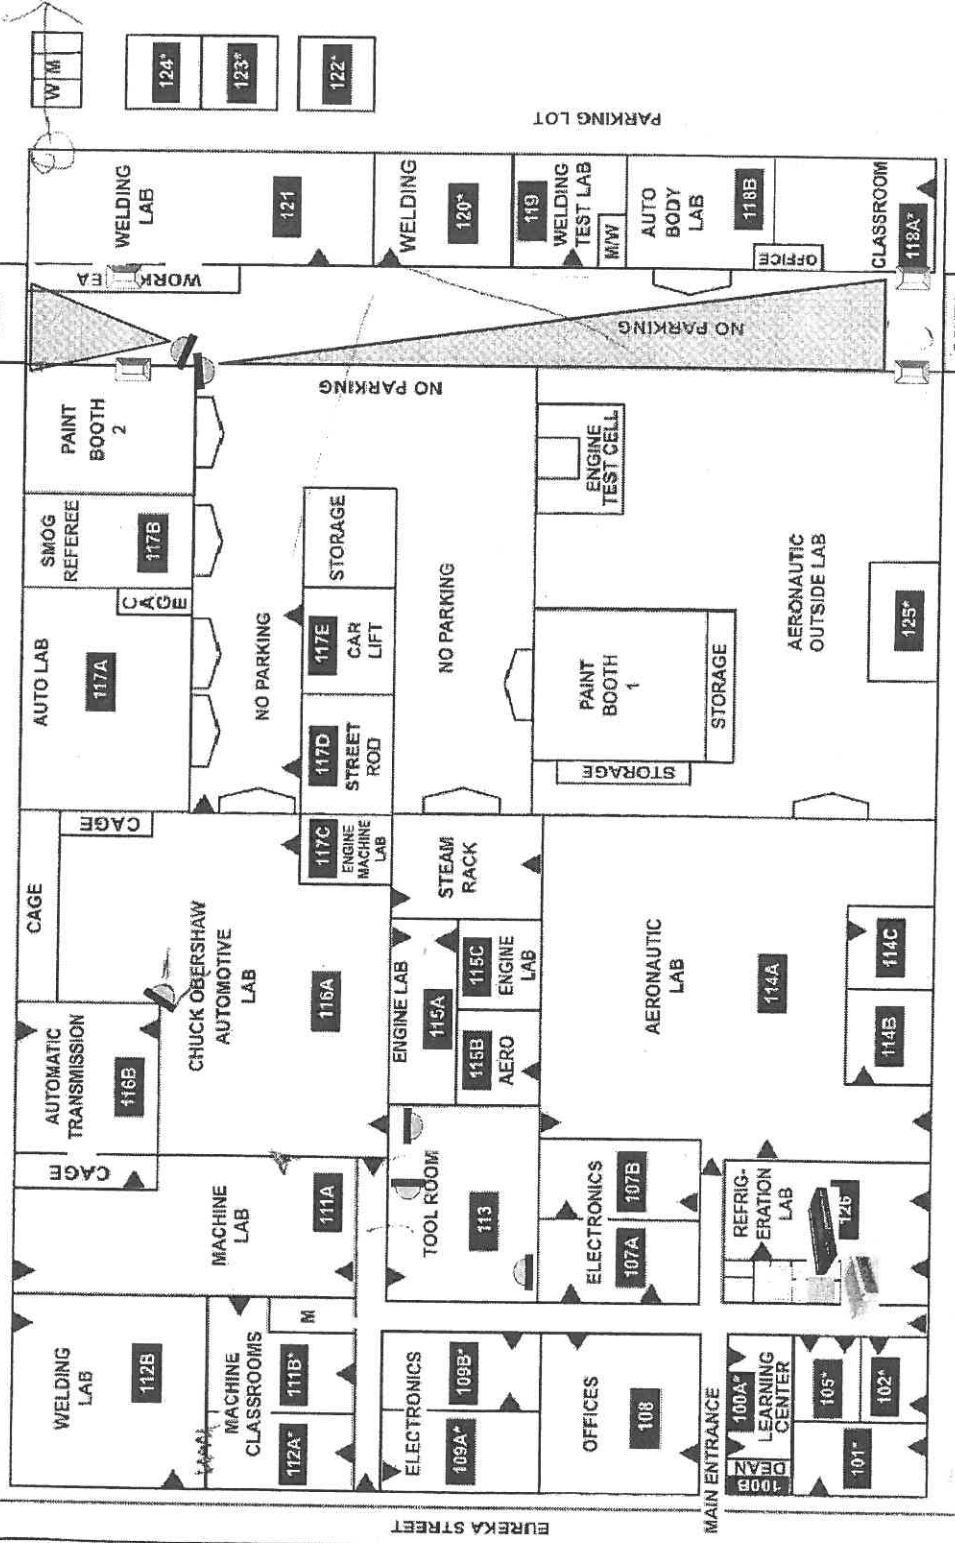 W M
124*
123*
122*
PARKING LOT
WELDING
LAB
121
WELDING
120*
119
WELDING
TEST LAB
M/W
AUTO
BODY
LAB
118B
OFFICE
CLASSROOM
118A*
WORK
EA
NO PARKING
NO PARKING
PAINT
BOOTH
2
SMOG
REFEREE
117B
CAGE
AUTO LAB
117A
NO PARKING
STORAGE
117E
CAR
LIFT
117D
STREET
ROD
NO PARKING
ENGINE
TEST CELL
PAINT
BOOTH
1
STORAGE
STORAGE
AERONAUTIC
OUTSIDE LAB
125*
CAGE
CAGE
117C
ENGINE
MACHINE
LAB
STEAM
RACK
CHUCK OBERSHAW
AUTOMOTIVE
LAB
116A
AUTOMATIC
TRANSMISSION
116B
CAGE
ENGINE LAB
115A
115C
ENGINE
LAB
115B
AERO
AERONAUTIC
LAB
114A
114C
114B
MACHINE
LAB
111A
TOOL ROOM
113
ELECTRONICS
107B
107A
REFRIG-
ERATION
LAB
126
WELDING
LAB
112B
MACHINE
CLASSROOMS
111B*
112A*
M
ELECTRONICS
109B*
109A*
OFFICES
108
MAIN ENTRANCE
100A*
LEARNING
CENTER
DEAN
100B
105*
102*
101*
EUREKA STREET